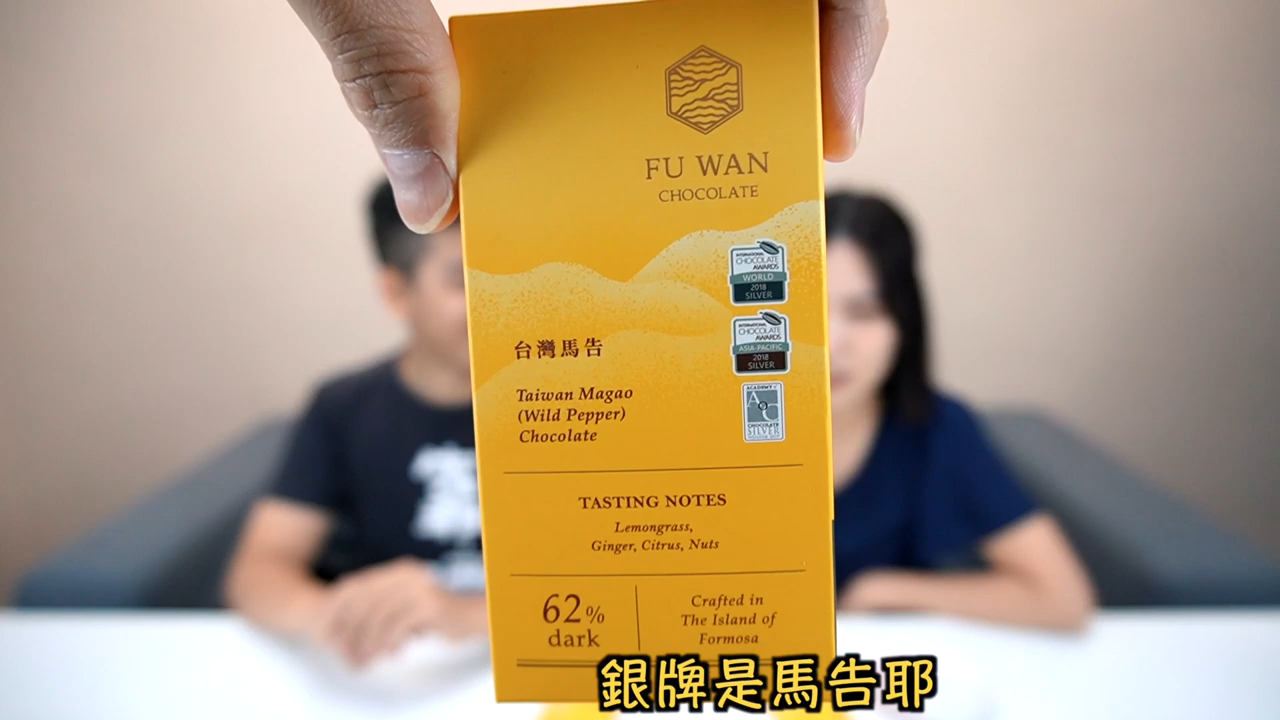 FU WAN
CHOCOLATE
INTERNATIONAL
CHOCOLATE
AWARDS
WORLD
2018
SILVER
INTERNATIONAL
CHOCOLATE
AWARDS
ASIA-PACIFIC
2018
SILVER
台灣馬告
Taiwan Magao
(Wild Pepper)
Chocolate
ACADEMY of
AoC
CHOCOLATE
SILVER
TASTING NOTES
Lemongrass,
Ginger, Citrus, Nuts
62%
dark
Crafted in
The Island of
Formosa
銀牌是馬告耶